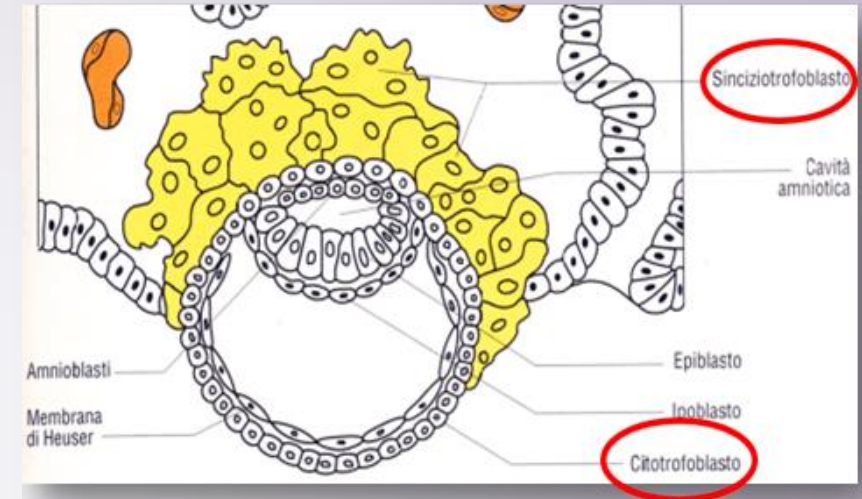 Sinciziotrofoblasto
Cavità
amniotica
Amnioblasti
Epiblasto
Membrana
di Heuser
Ipoblasto
Citotrofoblasto